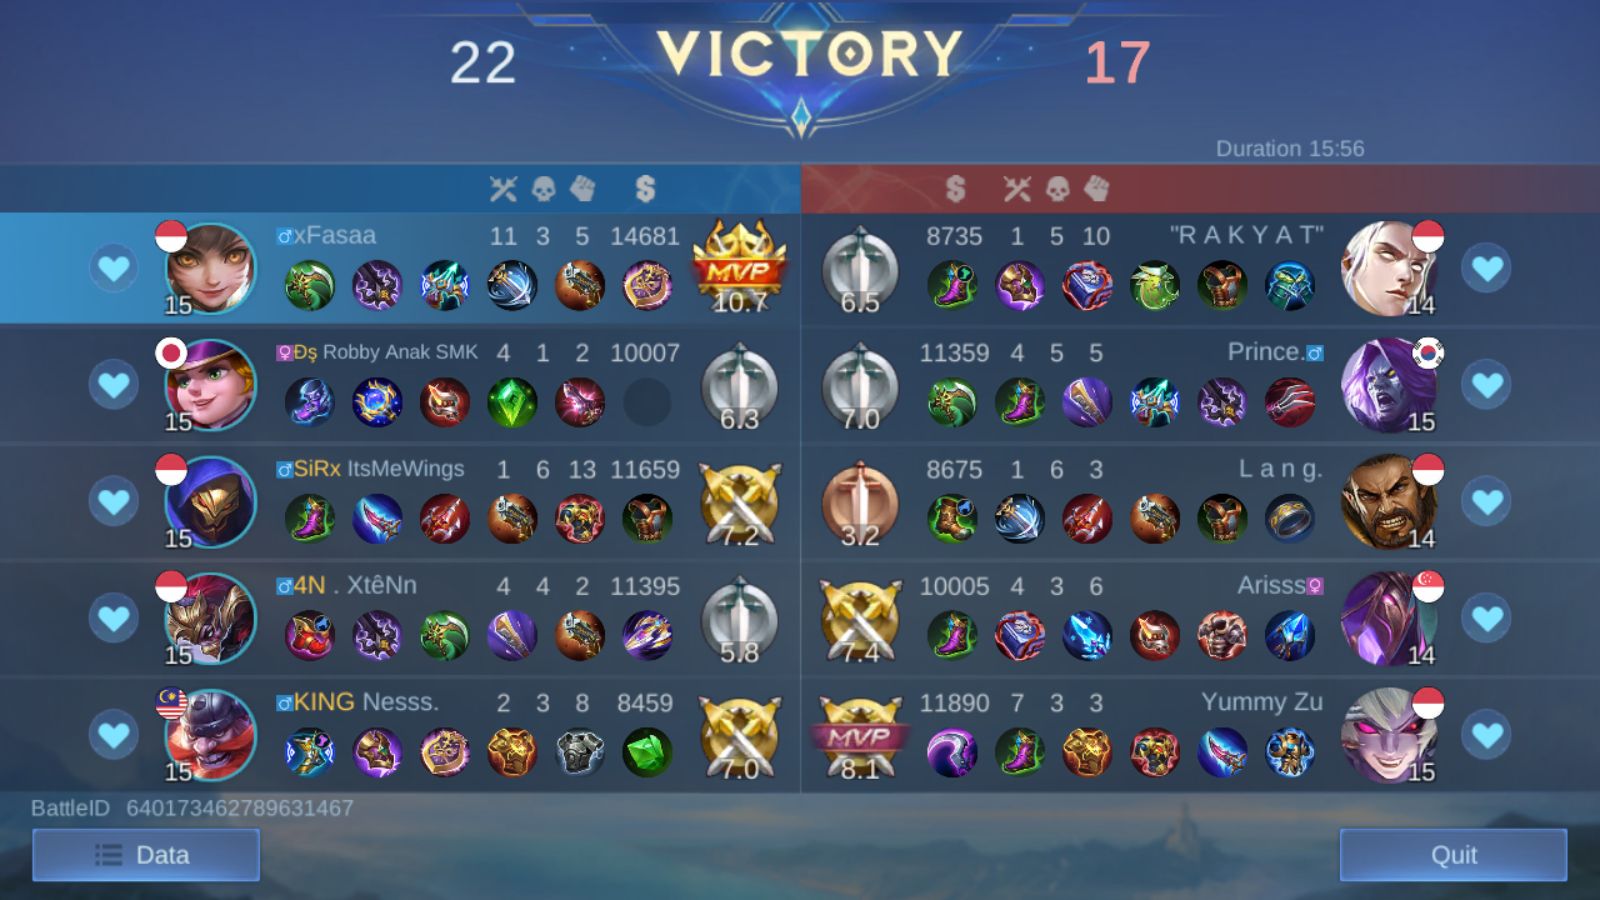 22 VICTORY 17
Duration 15:56
xFasaa 11 3 5 14681 MVP 10.7 15
6.5 8735 1 5 10 "R A K Y A T" 14
Đş Robby Anak SMK 4 1 2 10007 6.3 15
7.0 11359 4 5 5 Prince. 15
SiRx ItsMeWings 1 6 13 11659 7.2 15
3.2 8675 1 6 3 L a n g. 14
4N . XtêNn 4 4 2 11395 5.8 15
7.4 10005 4 3 6 Arisss 14
KING Nesss. 2 3 8 8459 7.0 15
MVP 8.1 11890 7 3 3 Yummy Zu 15
BattleID 640173462789631467
Data
Quit